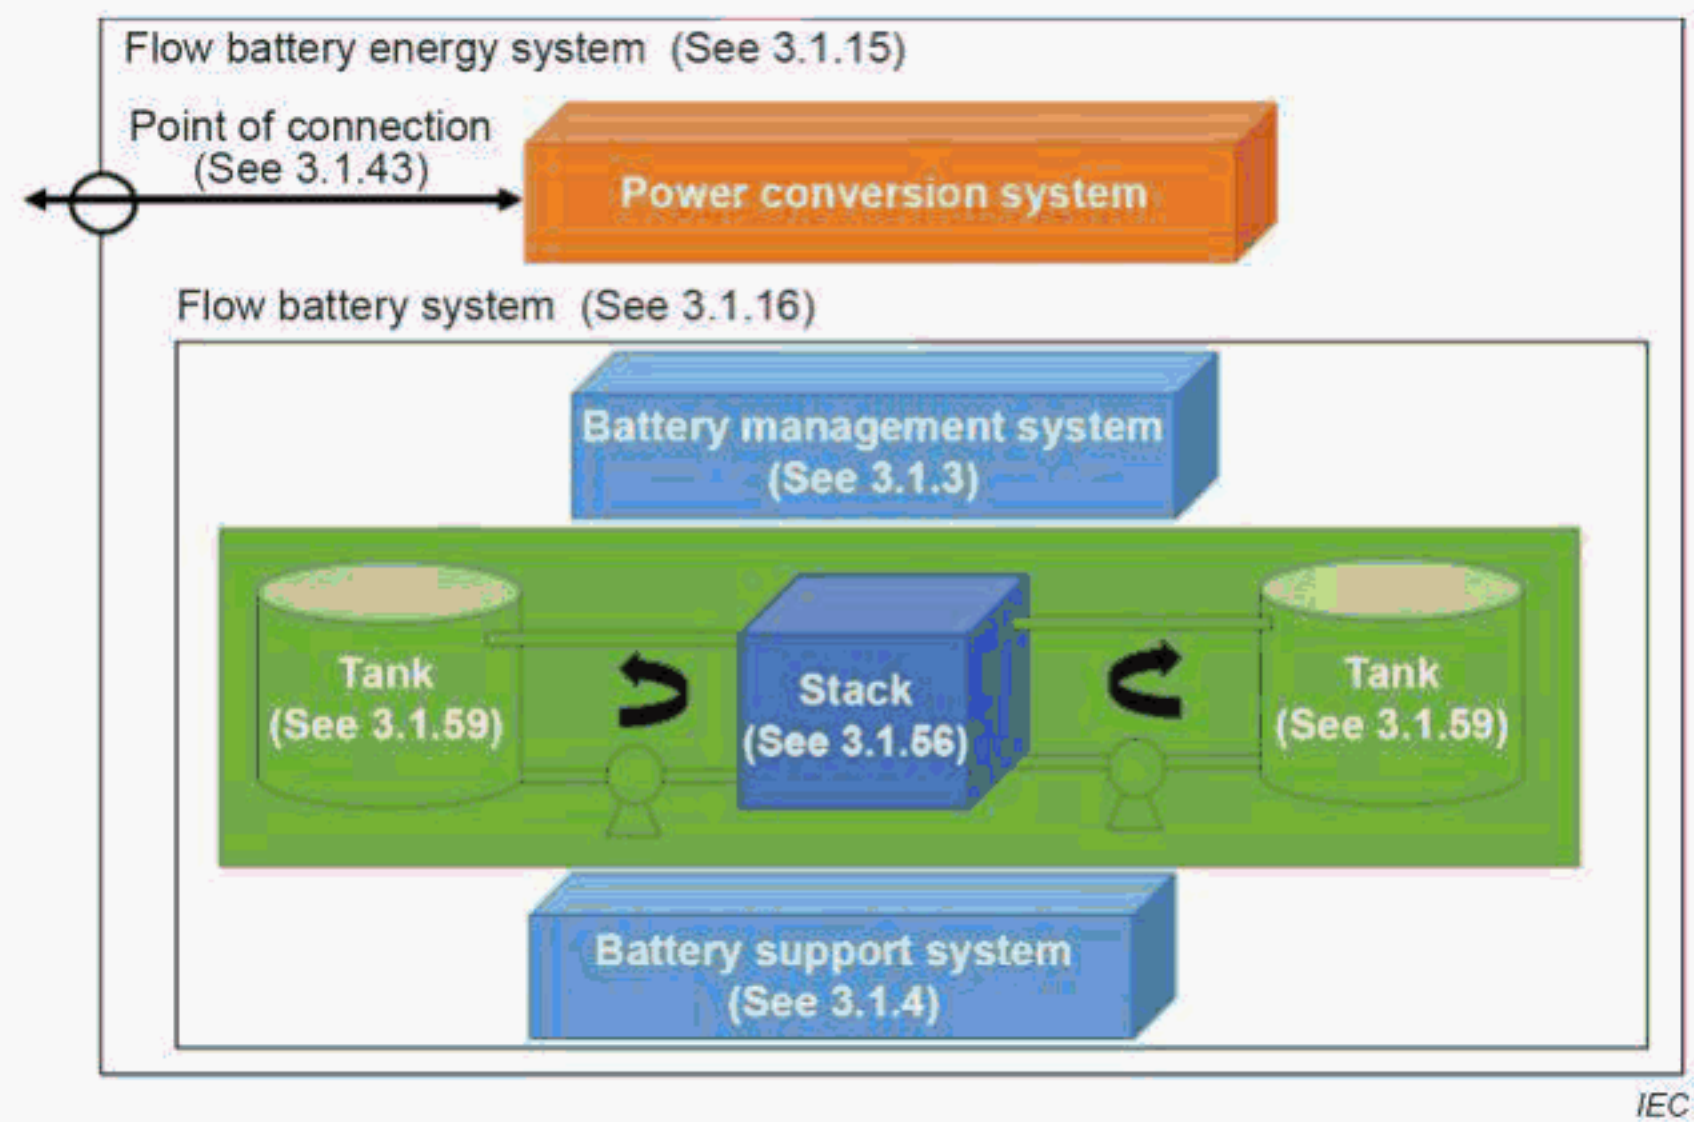 Flow battery energy system (See 3.1.15)
Point of connection
(See 3.1.43)
Power conversion system
Flow battery system (See 3.1.16)
Battery management system
(See 3.1.3)
Tank
(See 3.1.59)
Stack
(See 3.1.56)
Tank
(See 3.1.59)
Battery support system
(See 3.1.4)
IEC